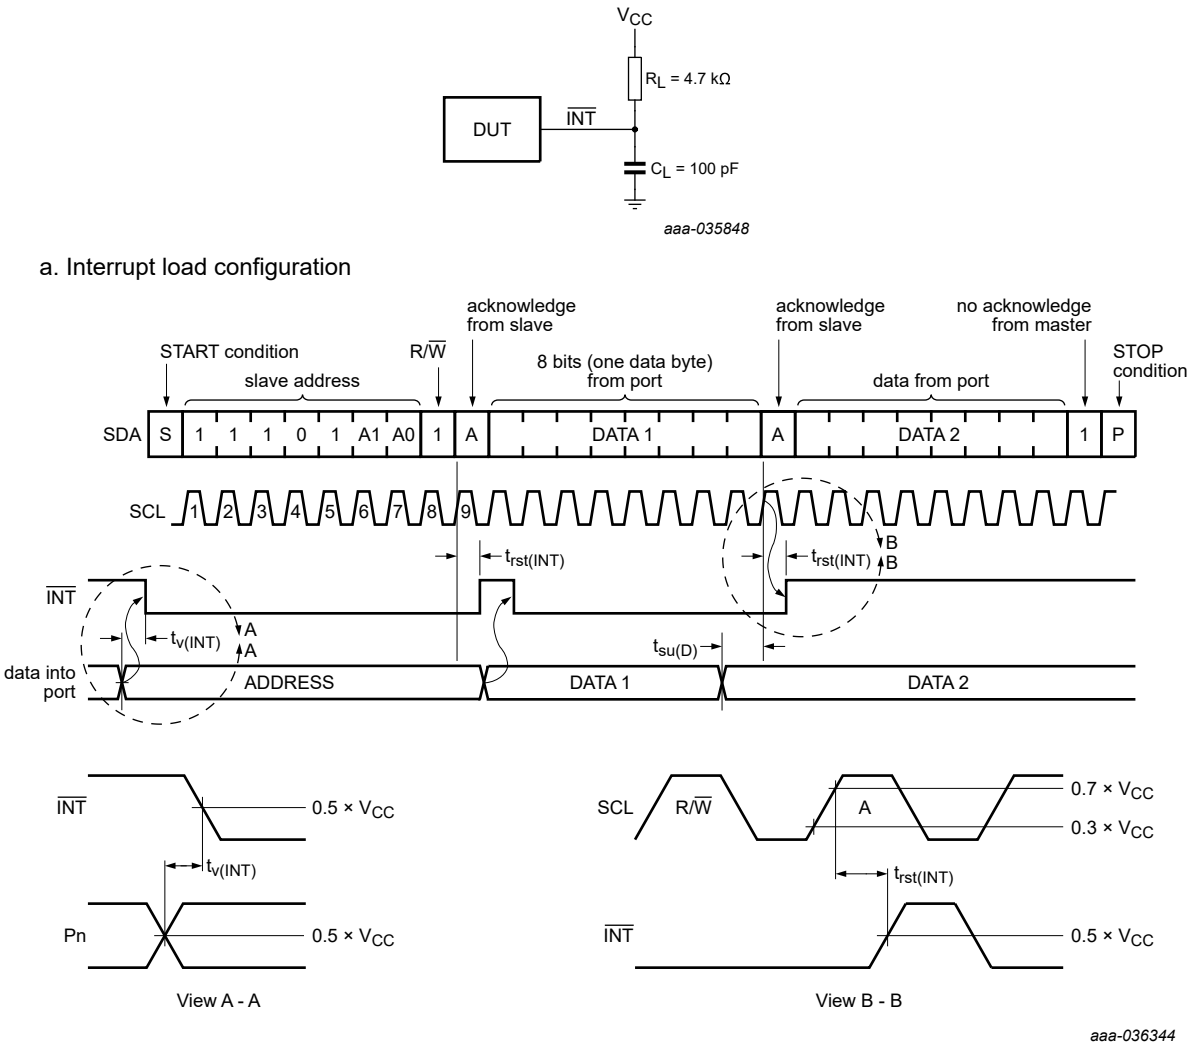 VCC
RL = 4.7 kΩ
DUT
INT
CL = 100 pF
aaa-035848
a. Interrupt load configuration
acknowledge
from slave
acknowledge
from slave
no acknowledge
from master
START condition
R/W
8 bits (one data byte)
from port
STOP
condition
slave address
data from port
SDA S 1 1 1 0 1 A1 A0 1 A DATA 1 A DATA 2 1 P
SCL 1 2 3 4 5 6 7 8 9
B
B
trst(INT)
trst(INT)
INT
A
A
tv(INT)
tsu(D)
data into
port
ADDRESS
DATA 1
DATA 2
INT
0.5 × VCC
tv(INT)
Pn
0.5 × VCC
View A - A
SCL
R/W
A
0.7 × VCC
0.3 × VCC
trst(INT)
INT
0.5 × VCC
View B - B
aaa-036344